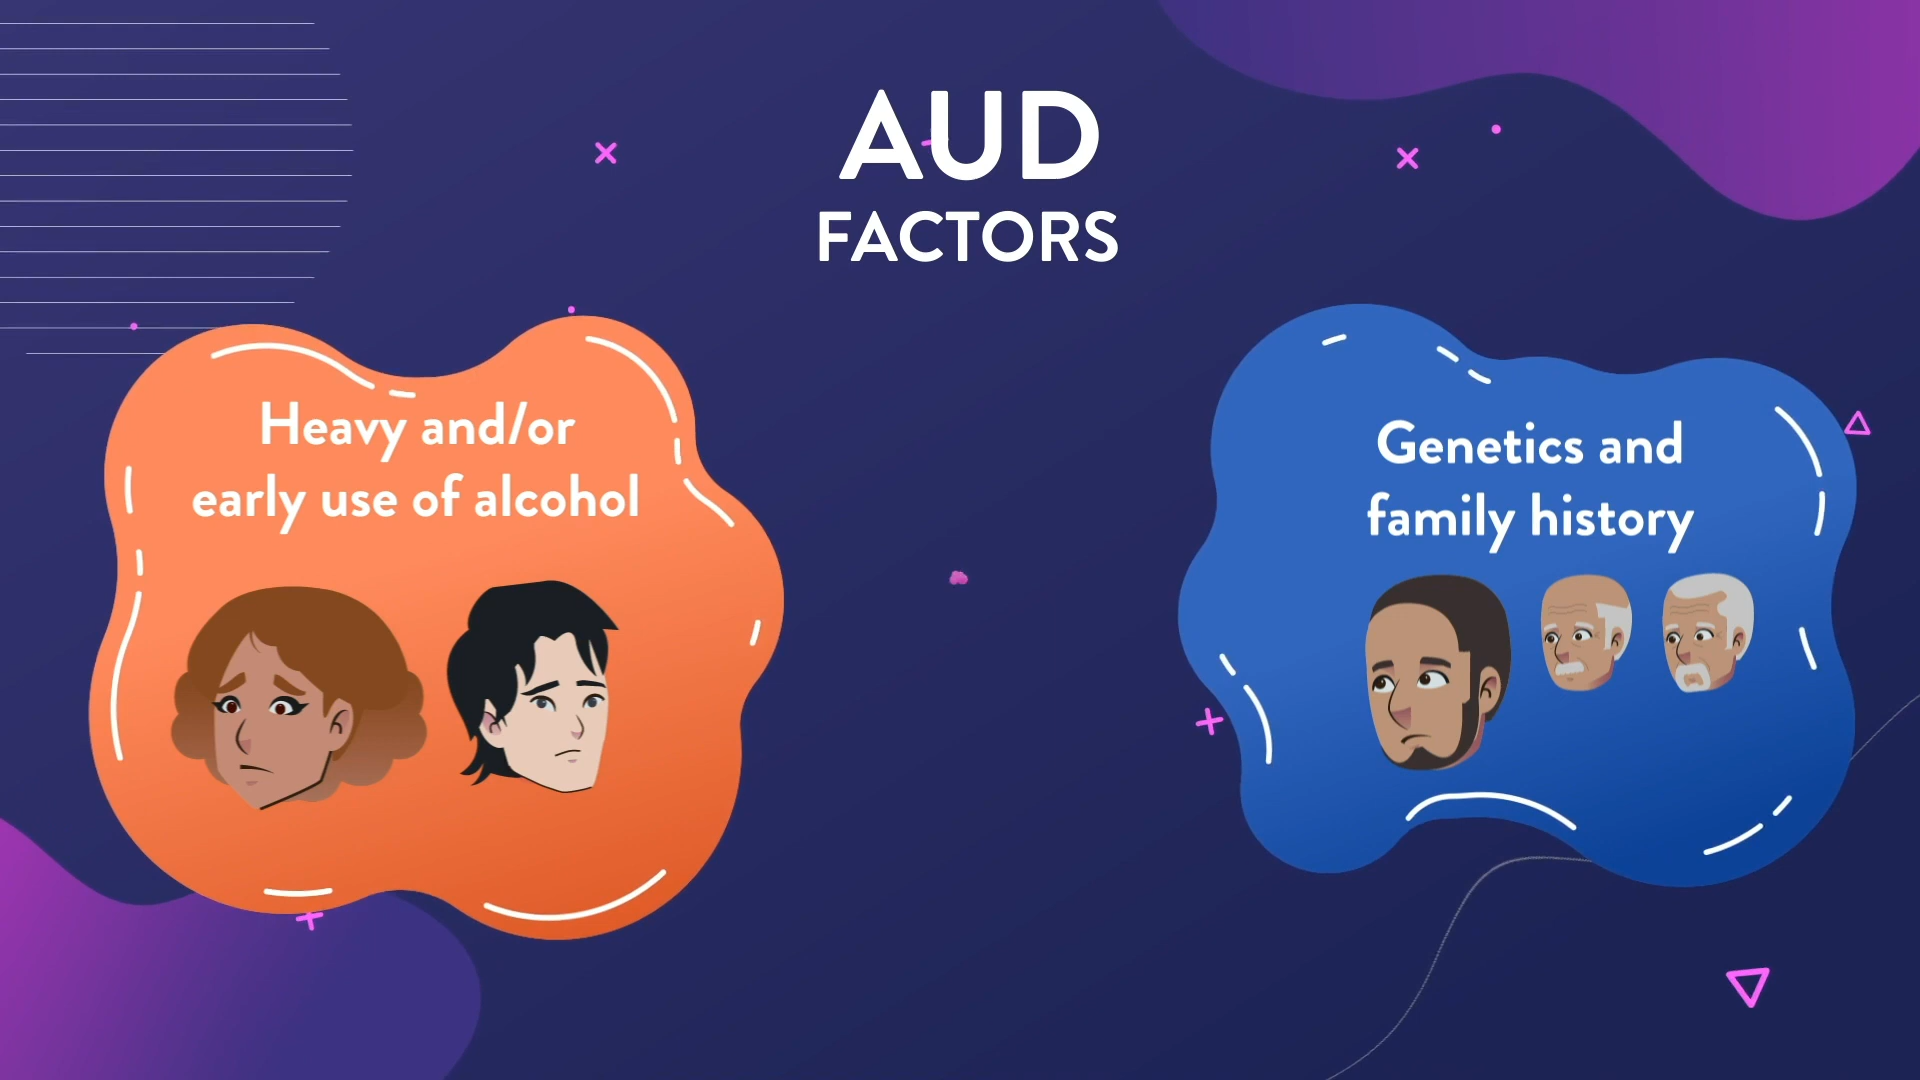 AUD
FACTORS
Heavy and/or
early use of alcohol
Genetics and
family history